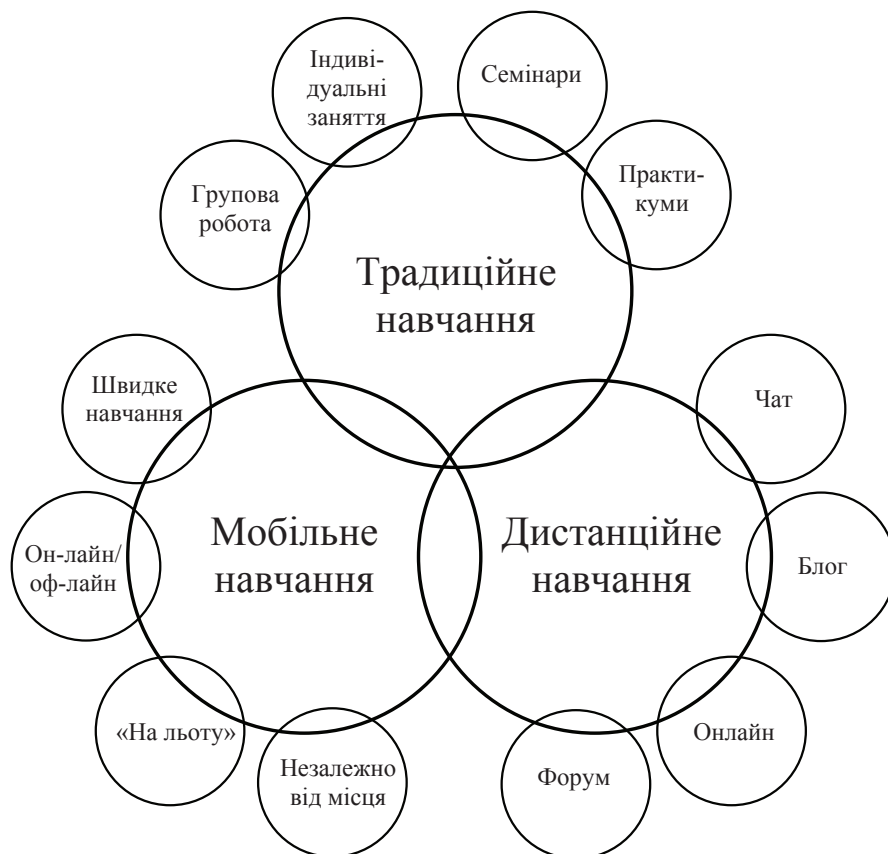 Індиві-
дуальні
заняття
Семінари
Групова
робота
Практи-
куми
Традиційне
навчання
Швидке
навчання
Чат
Мобільне
навчання
Дистанційне
навчання
Он-лайн/
оф-лайн
Блог
«На льоту»
Онлайн
Незалежно
від місця
Форум